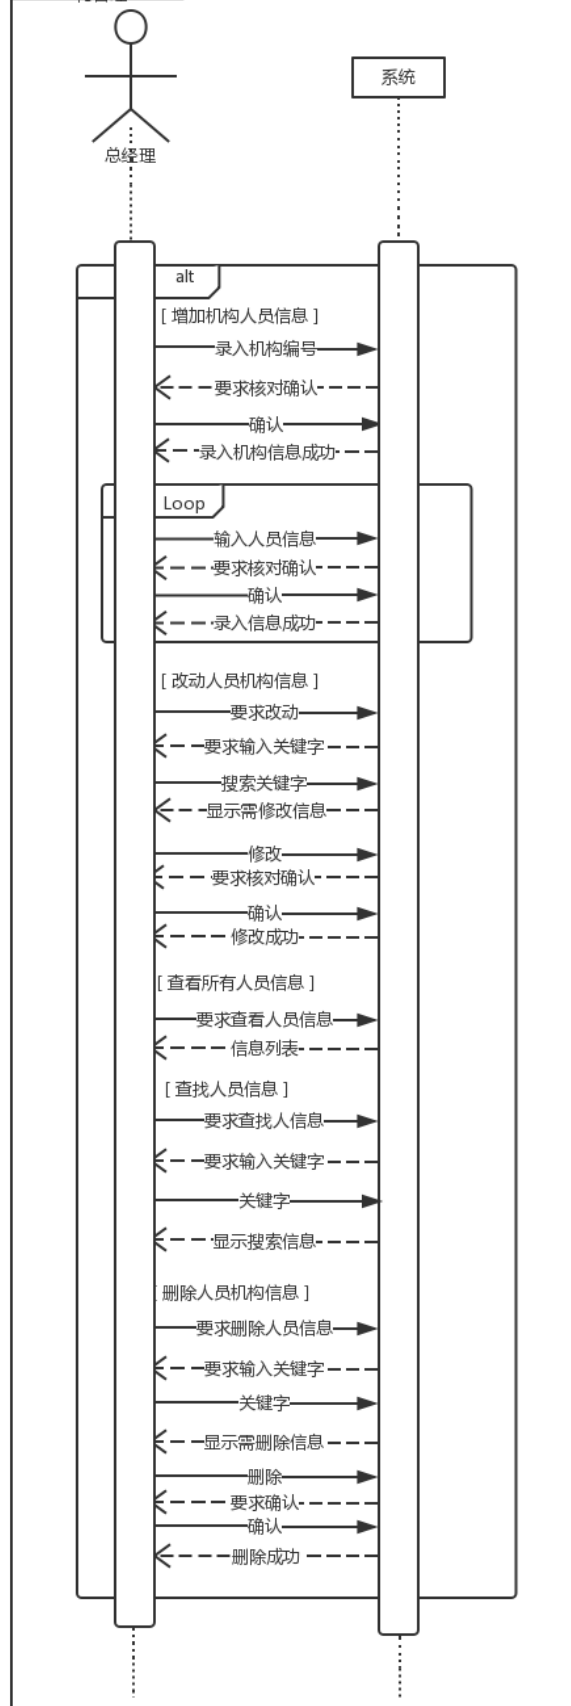 系统
总经理
alt
[ 增加机构人员信息 ]
录入机构编号
要求核对确认
确认
录入机构信息成功
Loop
输入人员信息
要求核对确认
确认
录入信息成功
[ 改动人员机构信息 ]
要求改动
要求输入关键字
搜索关键字
显示需修改信息
修改
要求核对确认
确认
修改成功
[ 查看所有人员信息 ]
要求查看人员信息
信息列表
[ 查找人员信息 ]
要求查找人信息
要求输入关键字
关键字
显示搜索信息
[ 删除人员机构信息 ]
要求删除人员信息
要求输入关键字
关键字
显示需删除信息
删除
要求确认
确认
删除成功